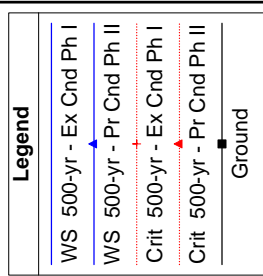 Legend
WS 500-yr - Ex Cnd Ph I
WS 500-yr - Pr Cnd Ph II
Crit 500-yr - Ex Cnd Ph I
Crit 500-yr - Pr Cnd Ph II
Ground